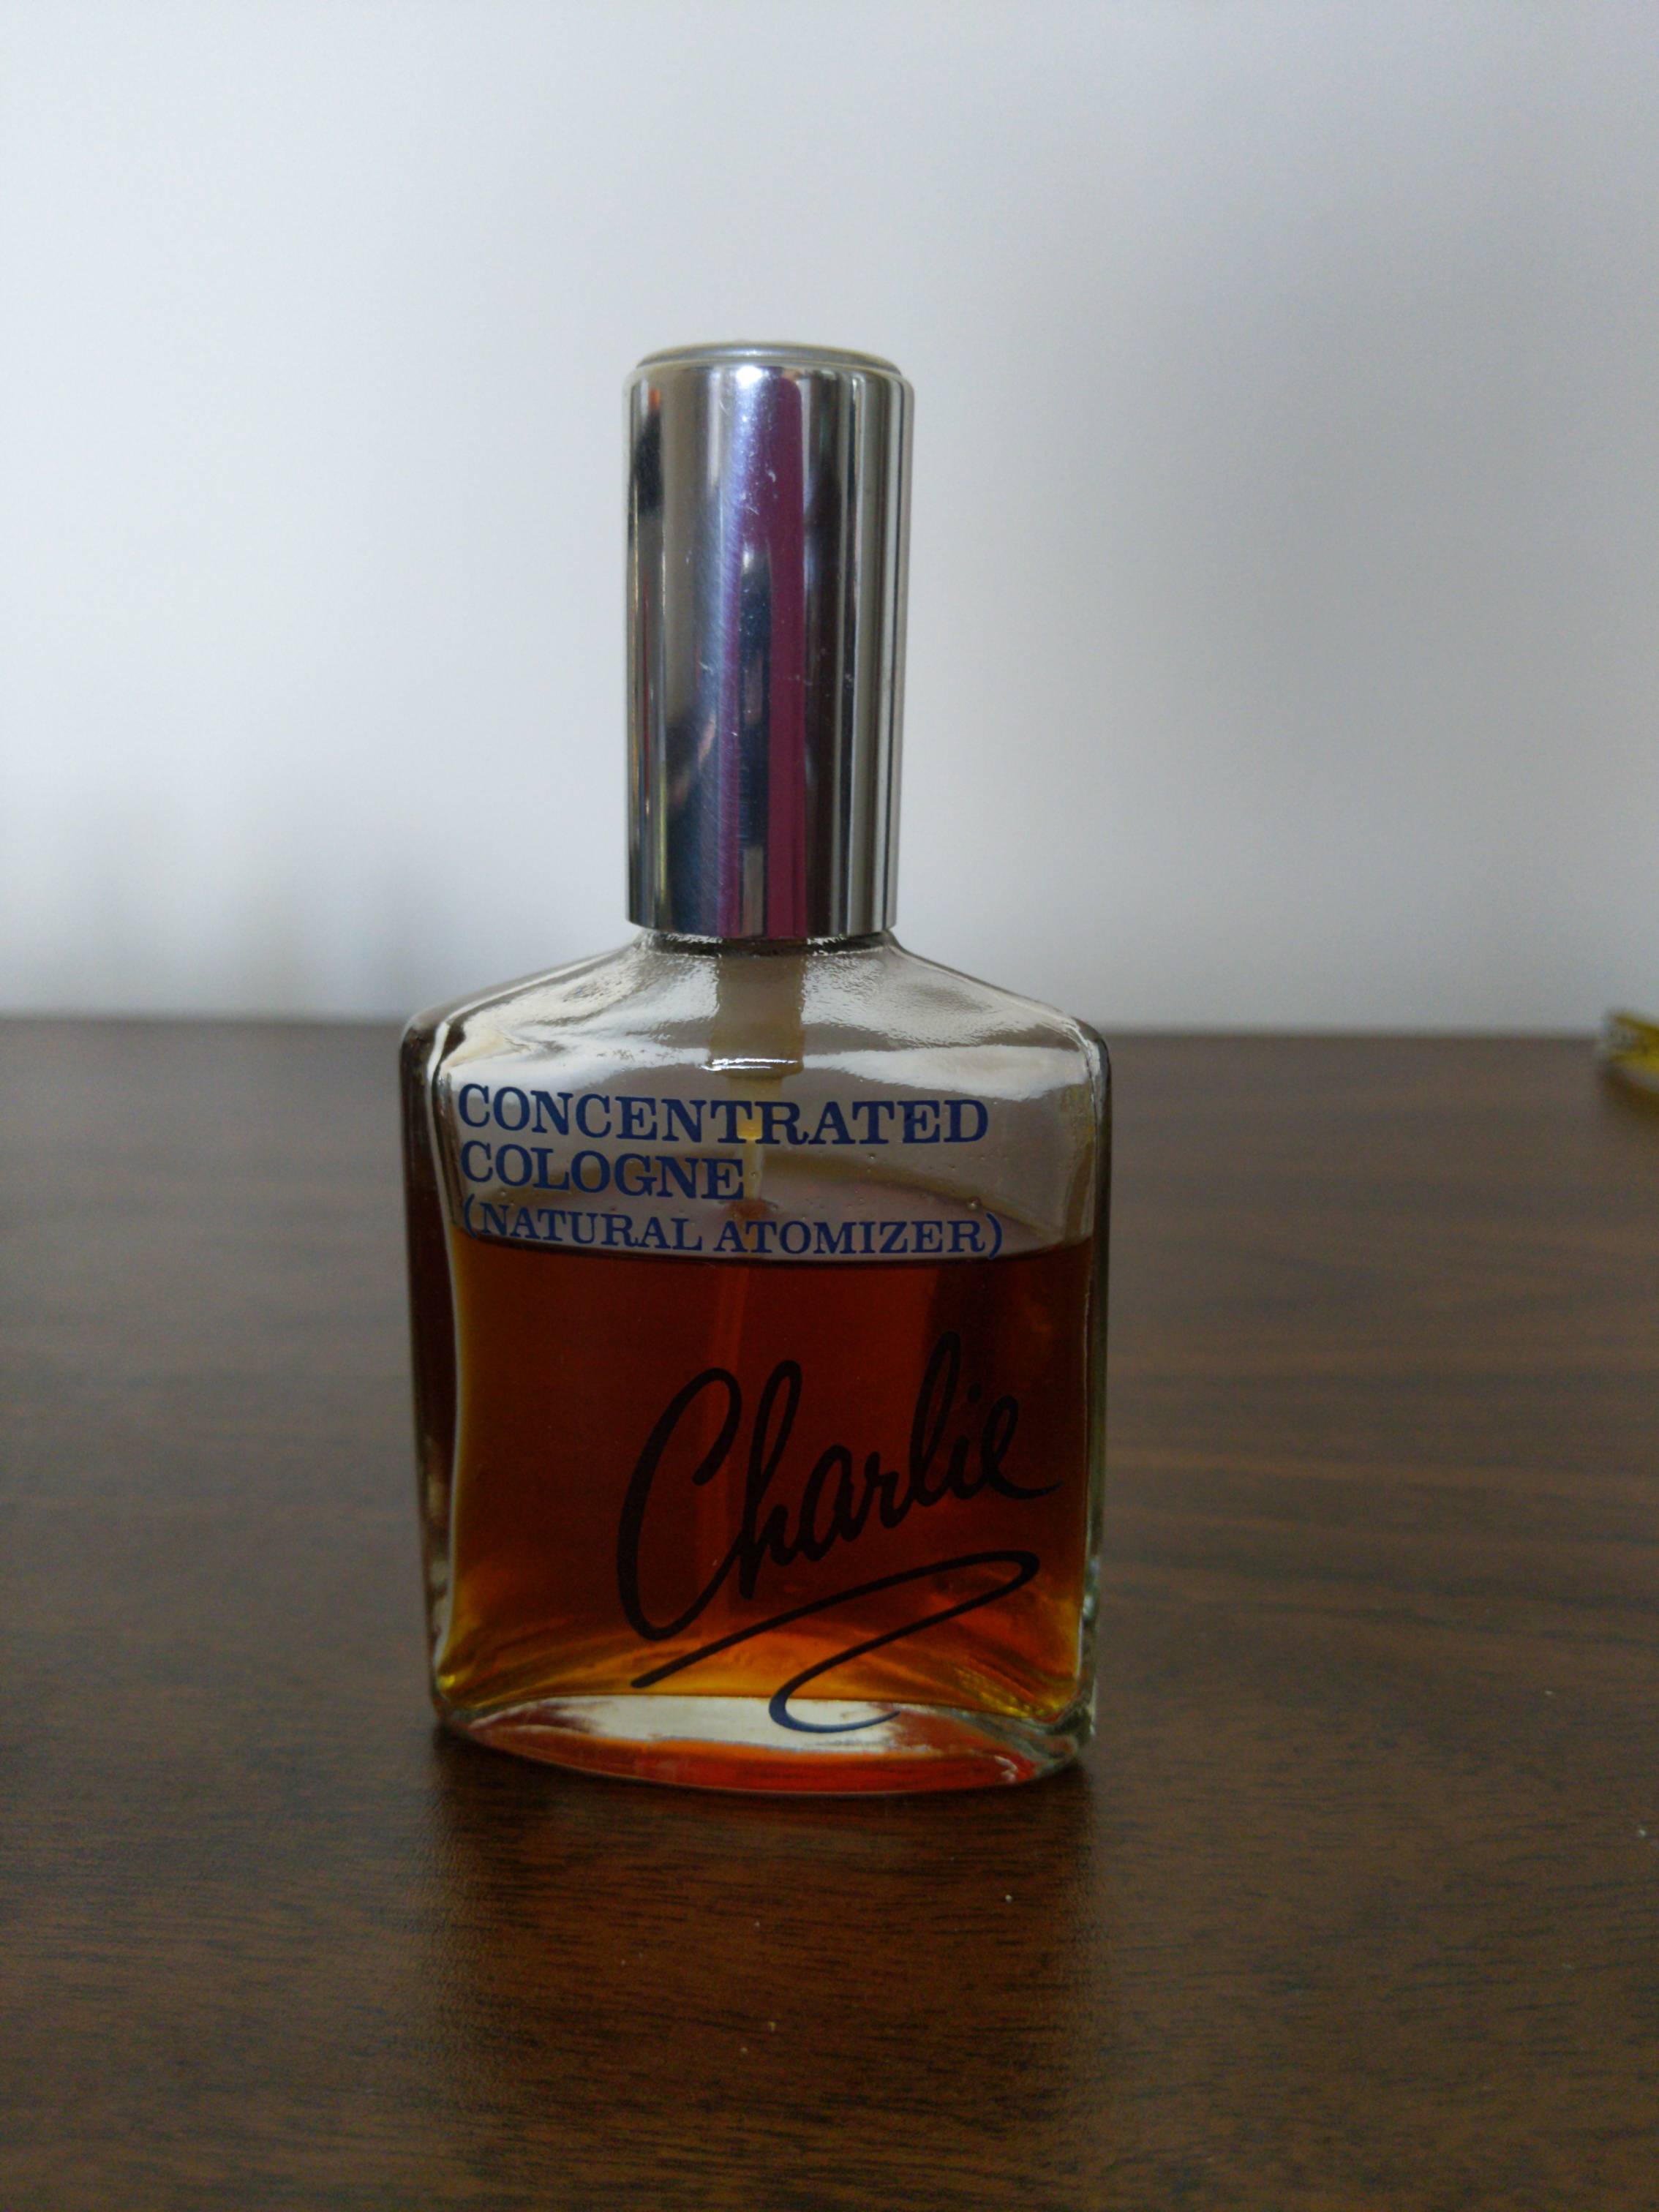 CONCENTRATED
COLOGNE
(NATURAL ATOMIZER)
Charlie